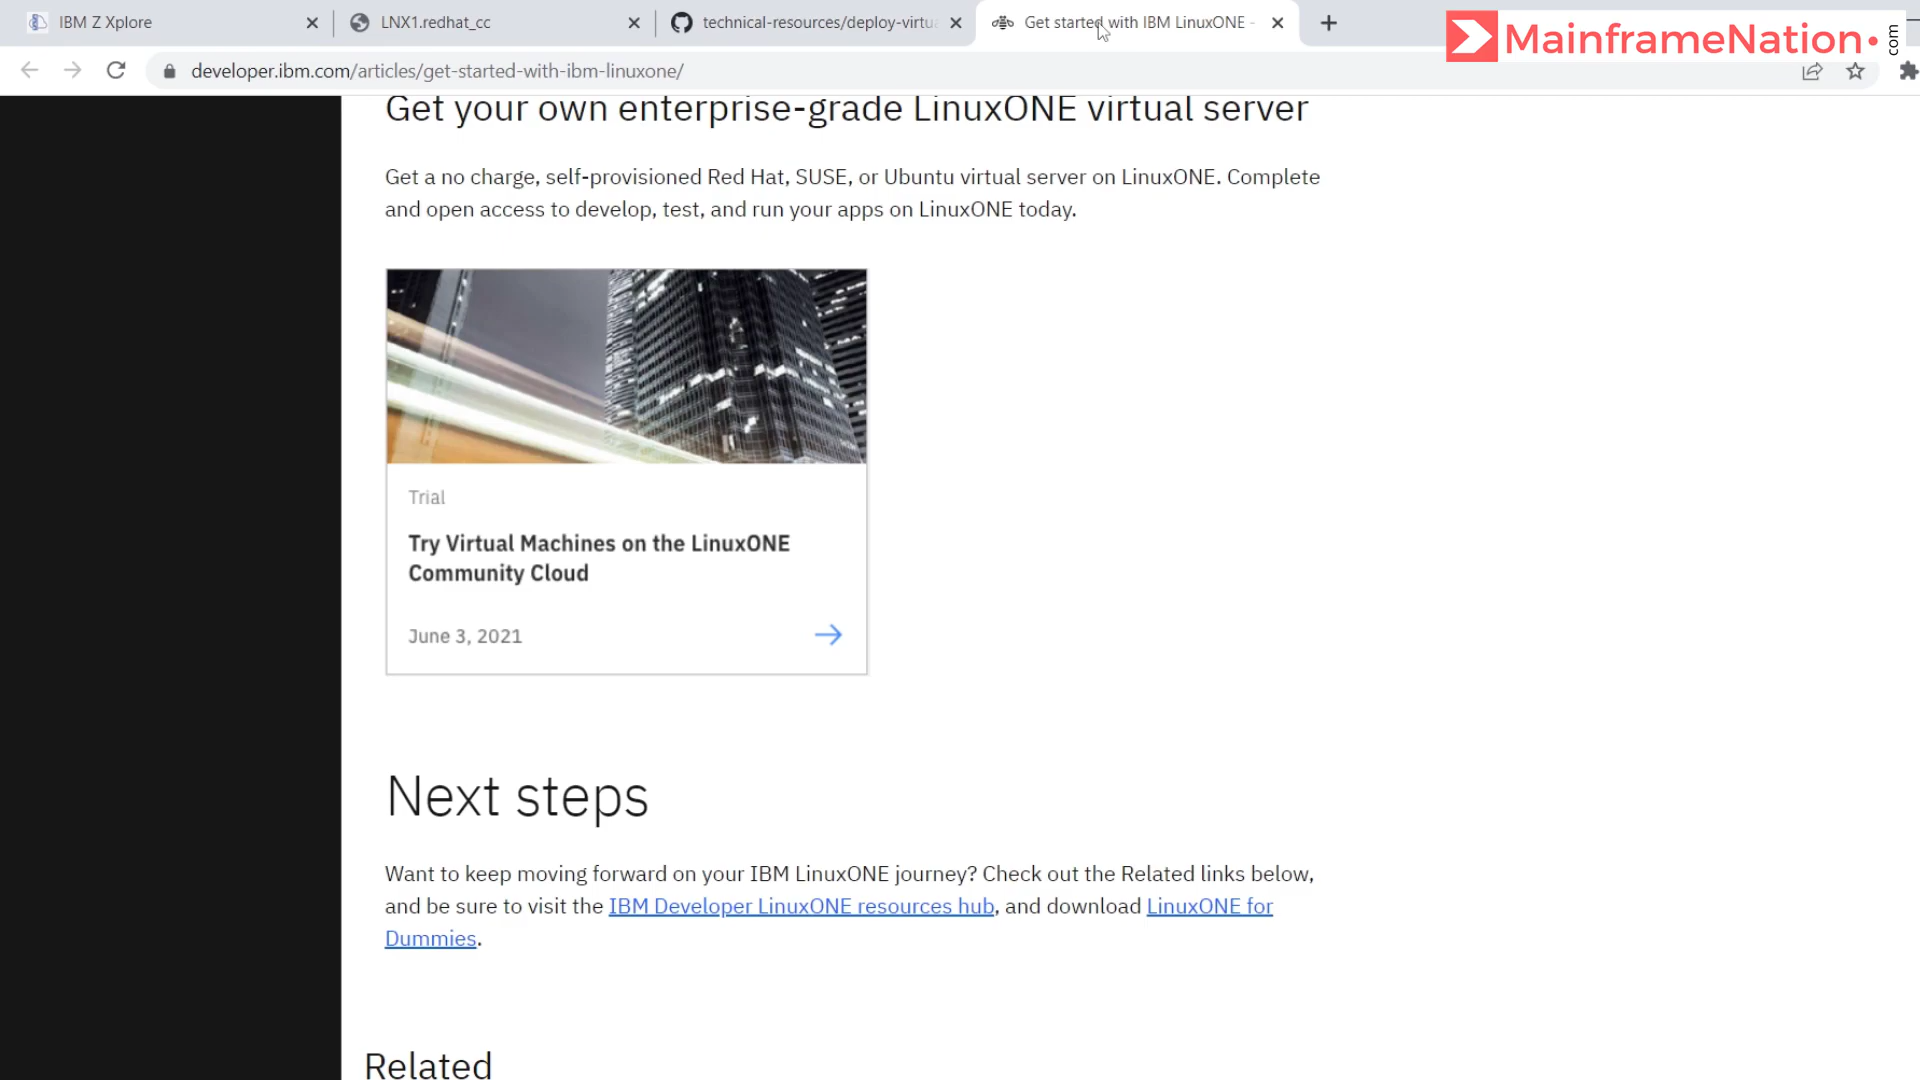 IBM Z Xplore
LNX1.redhat_cc
technical-resources/deploy-virtua
Get started with IBM LinuxONE -
MainframeNation.com
developer.ibm.com/articles/get-started-with-ibm-linuxone/
Get your own enterprise-grade LinuxONE virtual server
Get a no charge, self-provisioned Red Hat, SUSE, or Ubuntu virtual server on LinuxONE. Complete
and open access to develop, test, and run your apps on LinuxONE today.
Trial
Try Virtual Machines on the LinuxONE
Community Cloud
June 3, 2021
Next steps
Want to keep moving forward on your IBM LinuxONE journey? Check out the Related links below,
and be sure to visit the IBM Developer LinuxONE resources hub, and download LinuxONE for
Dummies.
Related